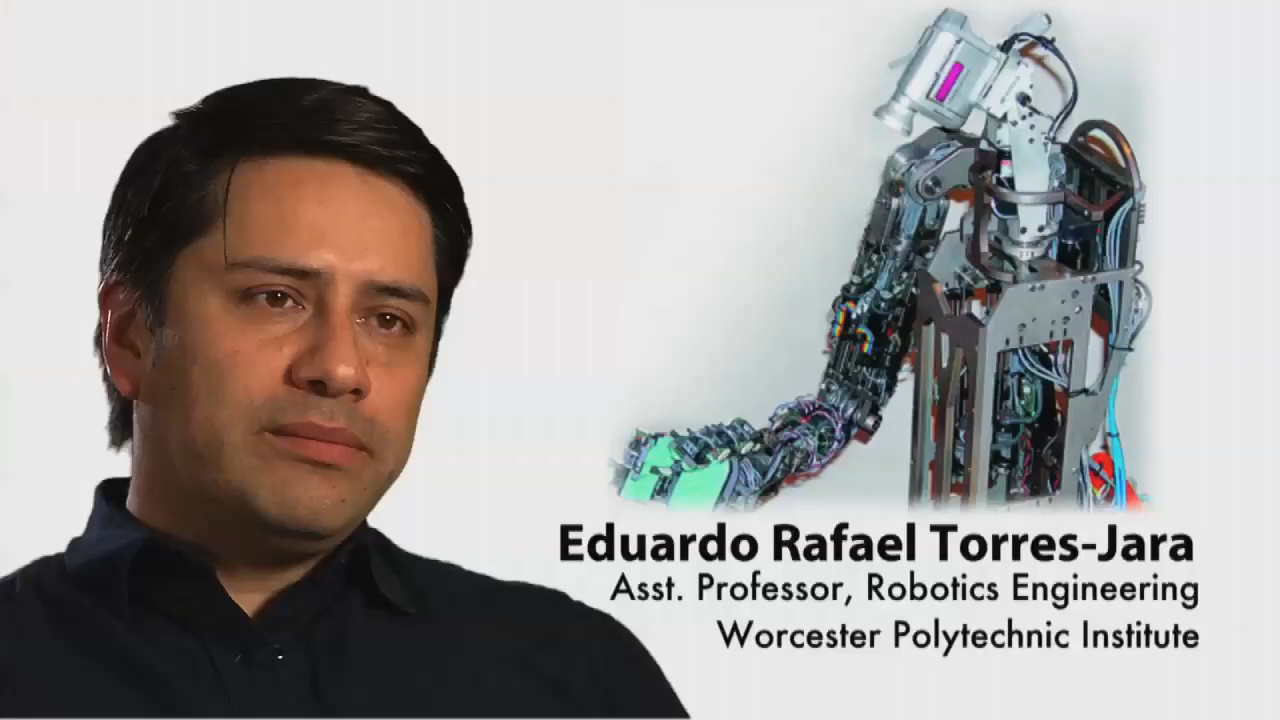 Eduardo Rafael Torres-Jara
Asst. Professor, Robotics Engineering
Worcester Polytechnic Institute